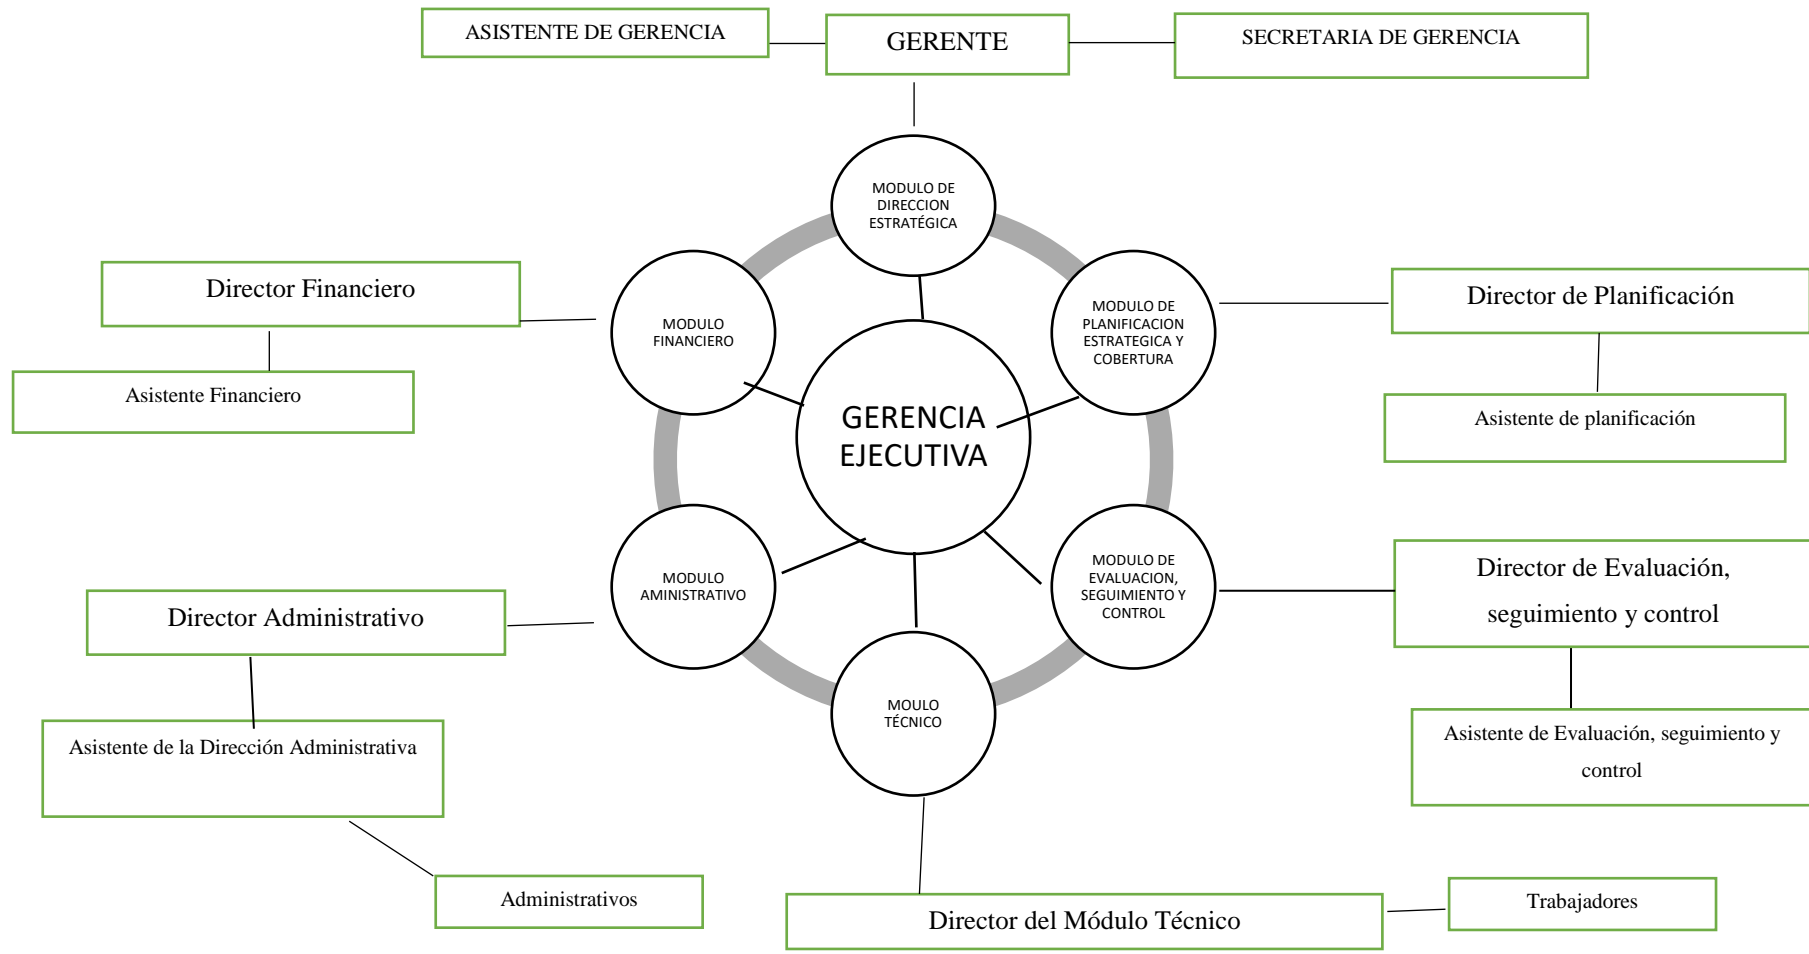 ASISTENTE DE GERENCIA
GERENTE
SECRETARIA DE GERENCIA
MODULO DE
DIRECCION
ESTRATÉGICA
Director Financiero
MODULO
FINANCIERO
MODULO DE
PLANIFICACION
ESTRATEGICA Y
COBERTURA
Director de Planificación
Asistente Financiero
Asistente de planificación
GERENCIA
EJECUTIVA
Director Administrativo
MODULO
AMINISTRATIVO
MODULO DE
EVALUACION,
SEGUIMIENTO Y
CONTROL
Director de Evaluación,
seguimiento y control
Asistente de la Dirección Administrativa
MOULO
TÉCNICO
Asistente de Evaluación, seguimiento y
control
Administrativos
Director del Módulo Técnico
Trabajadores